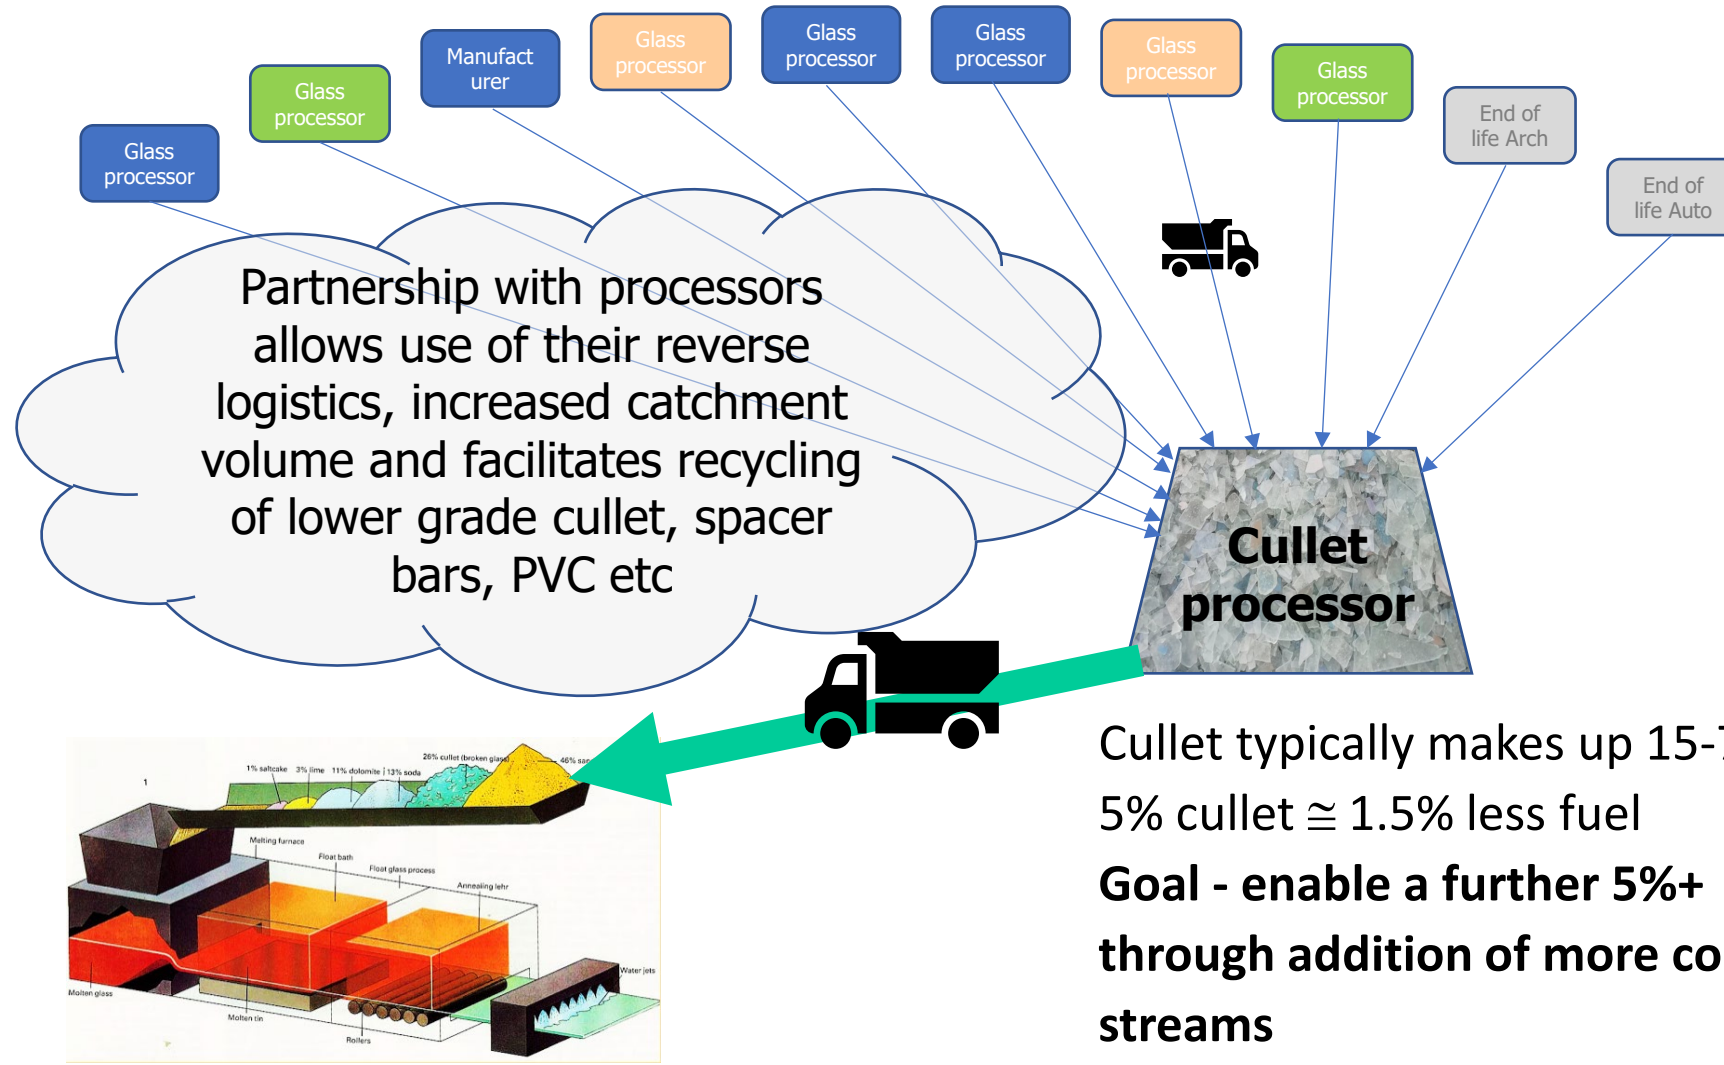 Glass
processor
Glass
processor
Manufact
urer
Glass
processor
Glass
processor
Glass
processor
Glass
processor
Glass
processor
End of
life Arch
End of
life Auto
Partnership with processors
allows use of their reverse
logistics, increased catchment
volume and facilitates recycling
of lower grade cullet, spacer
bars, PVC etc
Cullet
processor
Cullet typically makes up 15-
5% cullet ≅ 1.5% less fuel
Goal - enable a further 5%+
through addition of more co
streams
1
1% saltcake
3% lime
11% dolomite
13% soda
26% cullet (broken glass)
46% sa
Melting furnace
Float bath
Float glass process
Annealing lehr
Water jets
Molten glass
Molten tin
Rollers